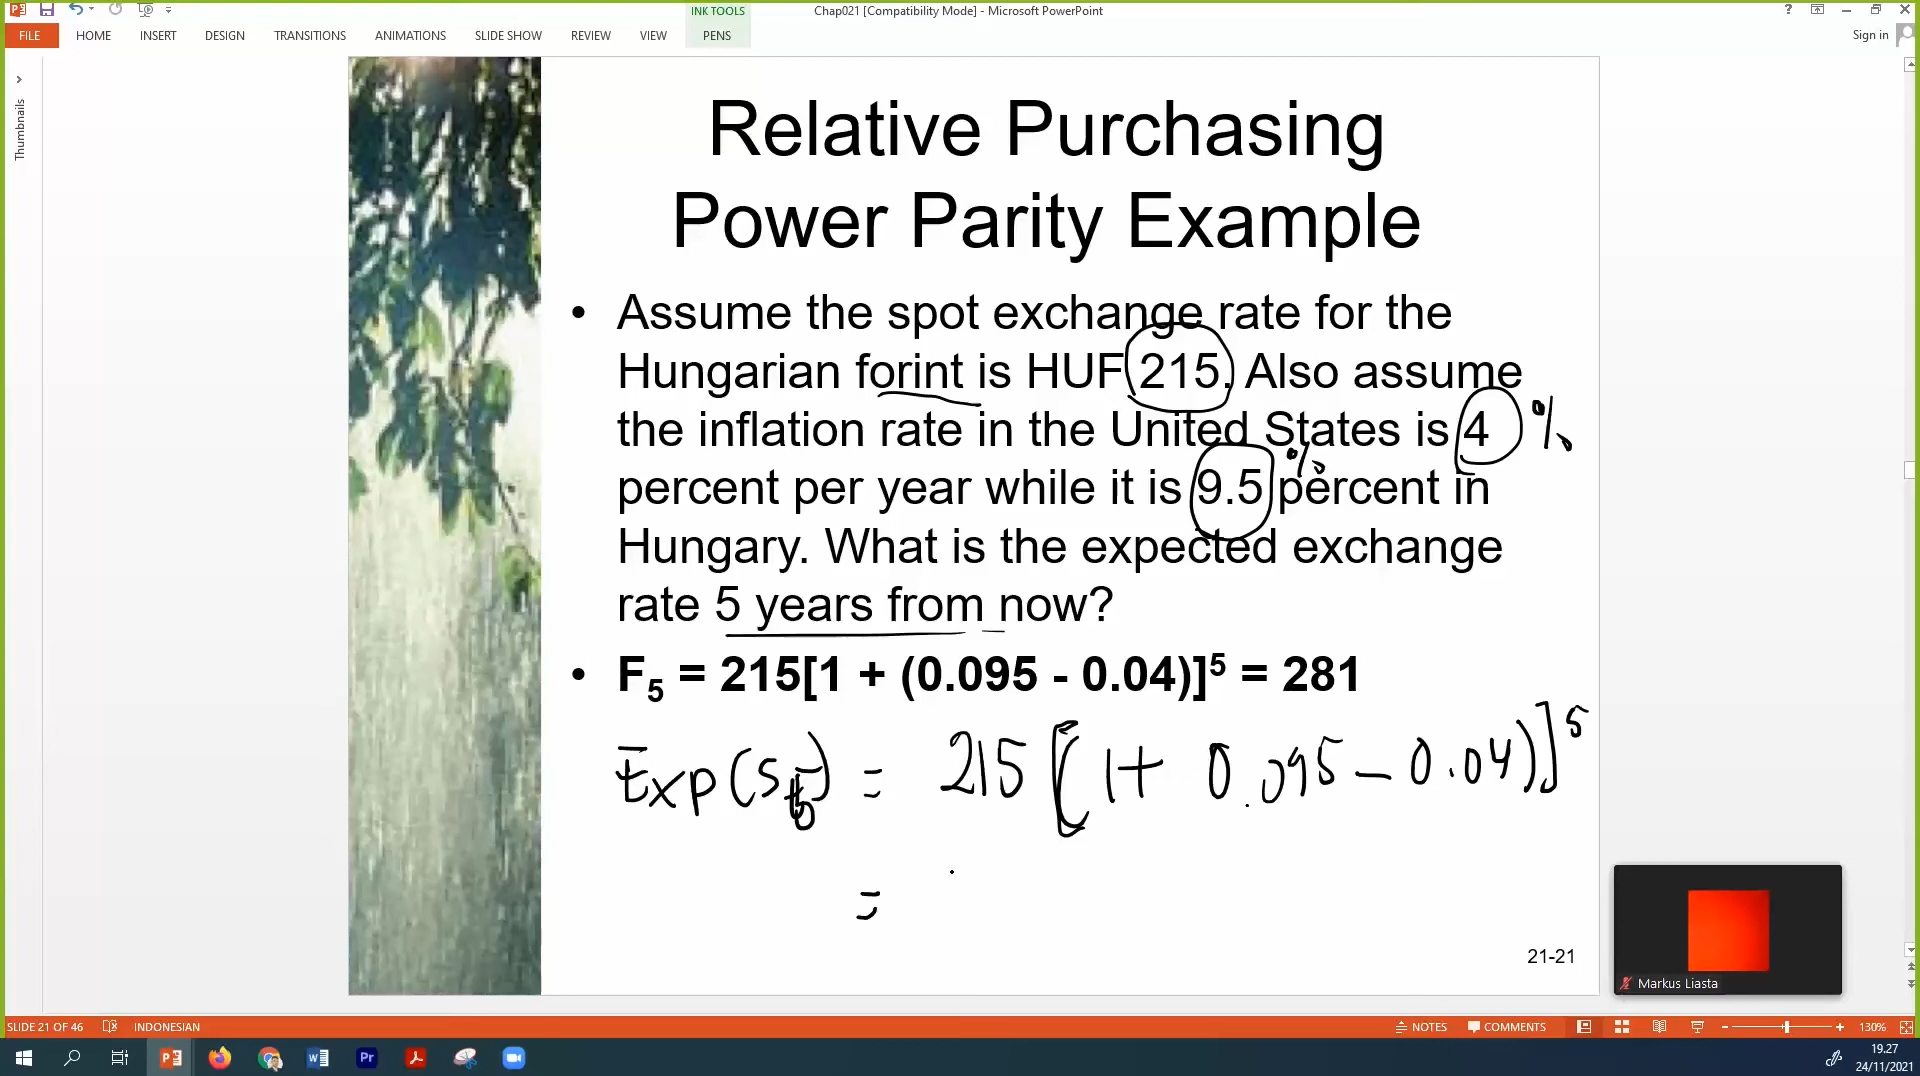 INK TOOLS
Chap021 [Compatibility Mode] - Microsoft PowerPoint
?
FILE HOME INSERT DESIGN TRANSITIONS ANIMATIONS SLIDE SHOW REVIEW VIEW PENS
Sign in
Thumbnails
Relative Purchasing
Power Parity Example
• Assume the spot exchange rate for the
Hungarian forint is HUF 215. Also assume
the inflation rate in the United States is 4 %
percent per year while it is 9.5 % percent in
Hungary. What is the expected exchange
rate 5 years from now?
• F₅ = 215[1 + (0.095 - 0.04)]⁵ = 281
Exp(S₅) = 215 [(1+ 0.095 - 0.04)]⁵
=
21-21
Markus Liasta
SLIDE 21 OF 46 INDONESIAN NOTES COMMENTS 130%
W Pr
19.27
24/11/2021